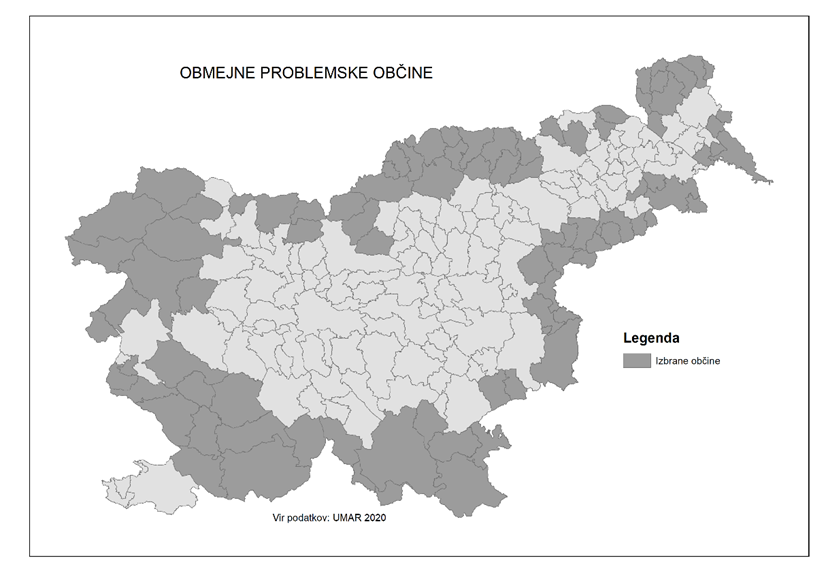 OBMEJNE PROBLEMSKE OBČINE
Legenda
Izbrane občine
Vir podatkov: UMAR 2020